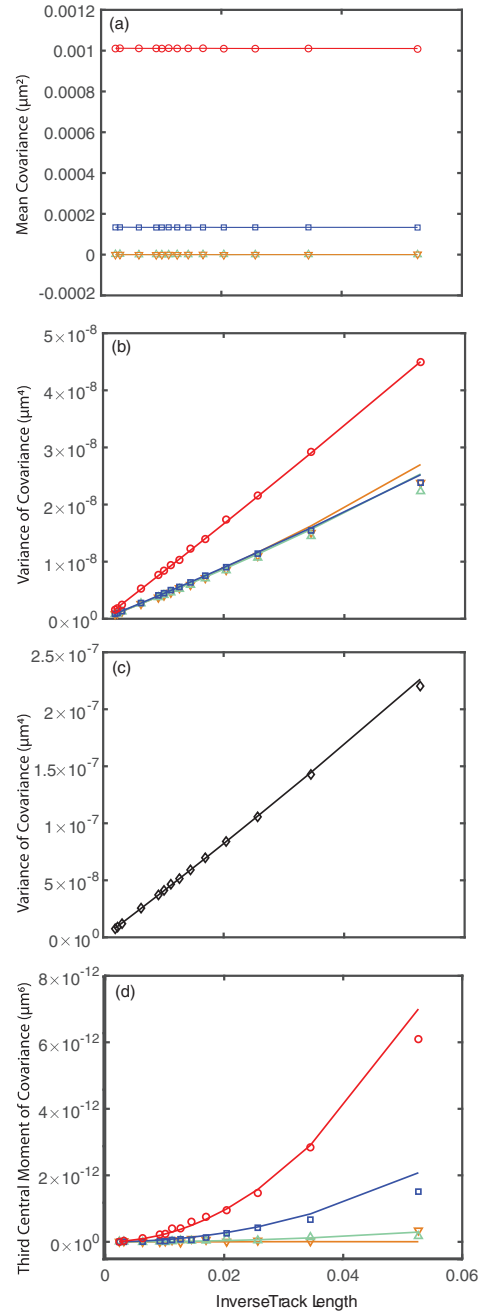 (a)
0.0012
0.001
0.0008
0.0006
0.0004
0.0002
0
-0.0002
Mean Covariance (μm²)
(b)
5×10⁻⁸
4×10⁻⁸
3×10⁻⁸
2×10⁻⁸
1×10⁻⁸
0×10⁰
Variance of Covariance (μm⁴)
(c)
2.5×10⁻⁷
2×10⁻⁷
1.5×10⁻⁷
1×10⁻⁷
5×10⁻⁸
0×10⁰
Variance of Covariance (μm⁴)
(d)
8×10⁻¹²
6×10⁻¹²
4×10⁻¹²
2×10⁻¹²
0×10⁰
Third Central Moment of Covariance (μm⁶)
0 0.02 0.04 0.06
InverseTrack Length